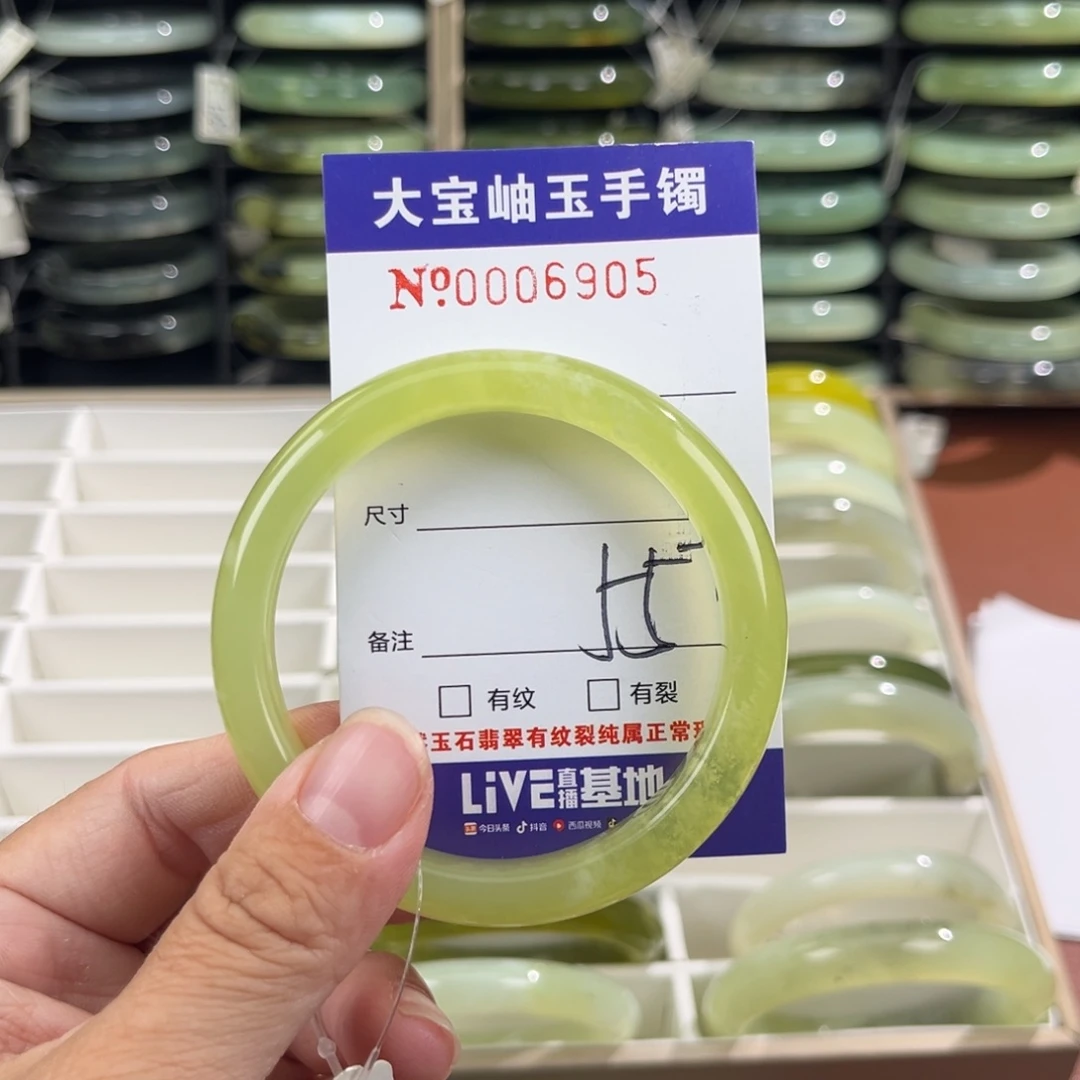 大宝岫玉手镯
No.0006905
尺寸
备注
有纹
有裂
玉石翡翠有纹裂纯属正常
LiVE直播基地
今日头条 抖音 西瓜视频